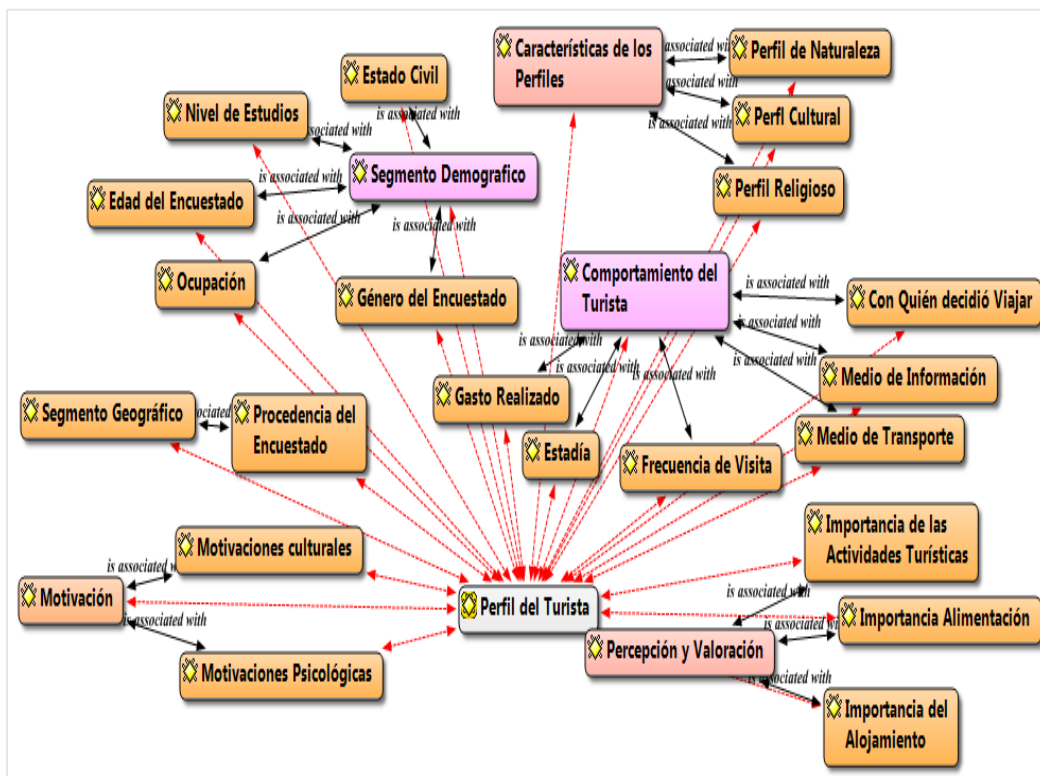 Características de los
Perfiles
associated with
Perfil de Naturaleza
Estado Civil
associated with
Perfl Cultural
Nivel de Estudios
is associated with
associated with
is associated with
Segmento Demografico
Perfil Religioso
is associated with
Edad del Encuestado
is associated with
is associated with
Ocupación
Género del Encuestado
Comportamiento del
Turista
is associated with
Con Quién decidió Viajar
is associated with
is associated with
is associated with
is associated with
is associated with
Medio de Información
Gasto Realizado
Segmento Geográfico
Procedencia del
Encuestado
Medio de Transporte
Estadía
Frecuencia de Visita
Importancia de las
Actividades Turísticas
Motivaciones culturales
is associated
Motivación
is associated with
Perfil del Turista
is associated with
Importancia Alimentación
is associated
Percepción y Valoración
Motivaciones Psicológicas
is associated with
Importancia del
Alojamiento